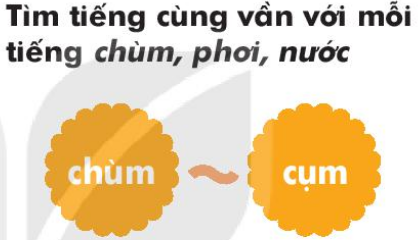 Tìm tiếng cùng vần với mỗi
tiếng chùm, phơi, nước
chùm ~ cụm